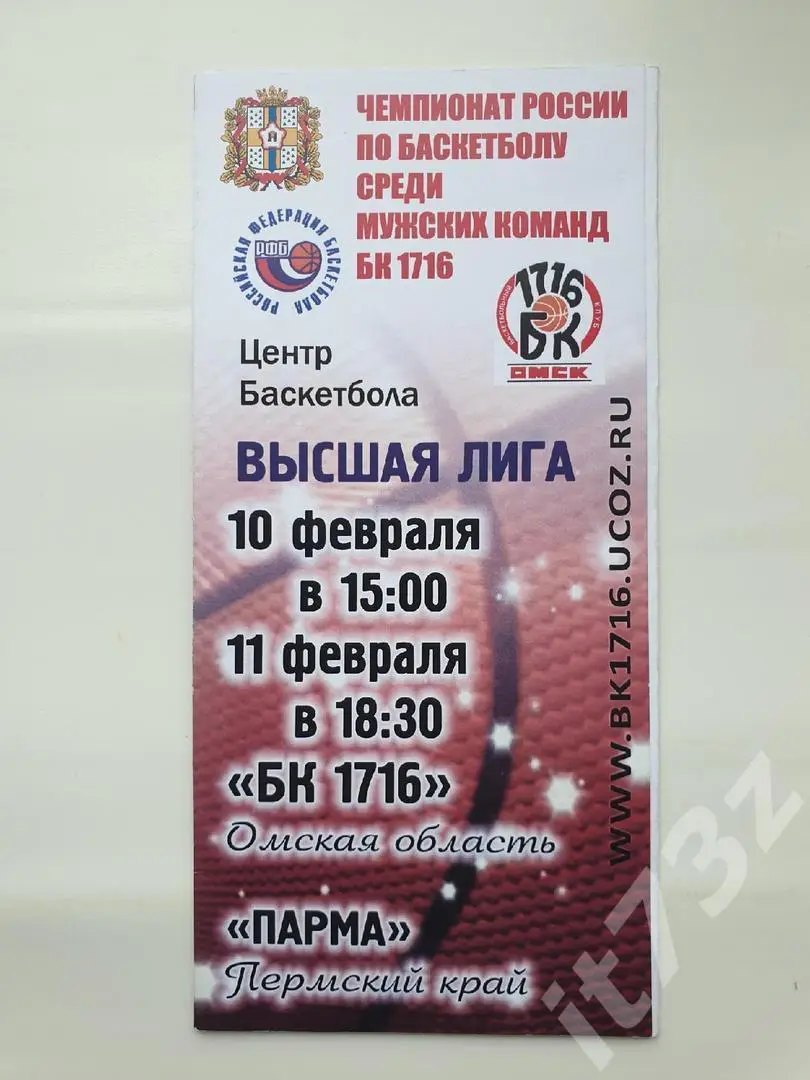 ЧЕМПИОНАТ РОССИИ
ПО БАСКЕТБОЛУ
СРЕДИ
МУЖСКИХ КОМАНД
БК 1716
РОССИЙСКАЯ ФЕДЕРАЦИЯ БАСКЕТБОЛА
РФБ
БАСКЕТБОЛЬНЫЙ КЛУБ
1716
БК
ОМСК
Центр
Баскетбола
ВЫСШАЯ ЛИГА
10 февраля
в 15:00
11 февраля
в 18:30
«БК 1716»
Омская область
«ПАРМА»
Пермский край
WWW.BK1716.UCOZ.RU
it73z